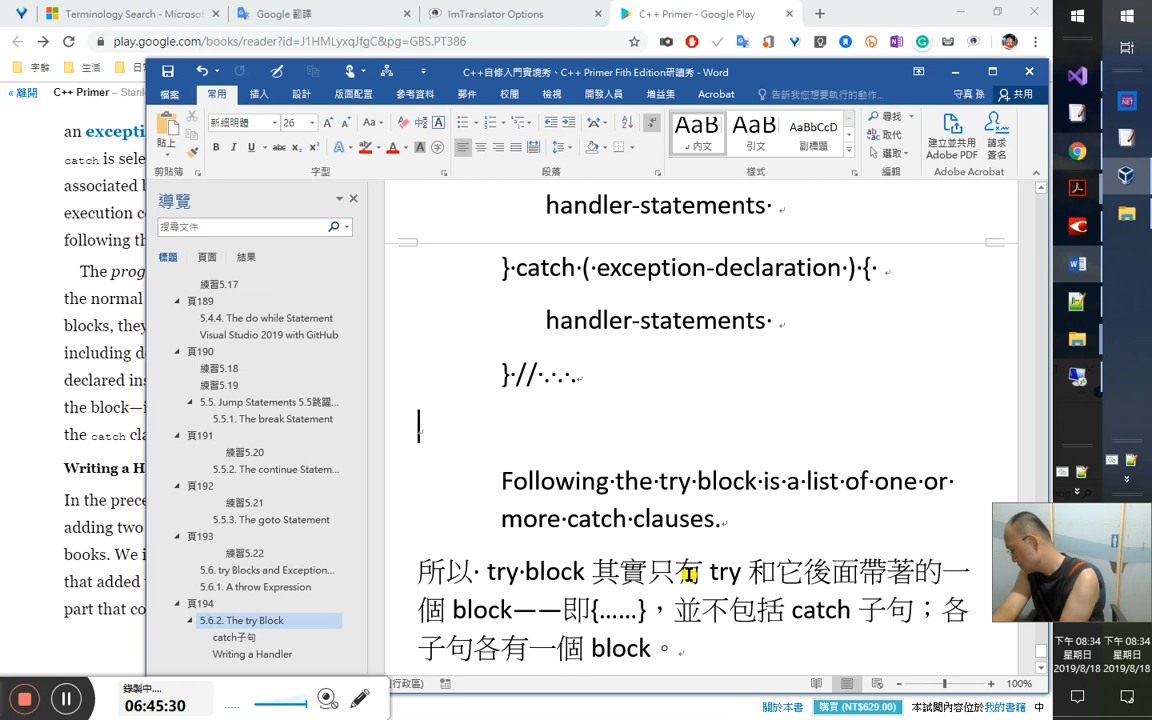 Terminology Search - Microsof
Google 翻譯
ImTranslator Options
C++ Primer - Google Play
play.google.com/books/reader?id=J1HMLyxqJfgC&pg=GBS.PT386
字辭
生活
« 離開
C++ Primer – Stanl
C++自修入門實境秀、C++ Primer Fith Edition研讀秀 - Word
檔案
常用
插入
設計
版面配置
參考資料
郵件
校閱
檢視
開發人員
增益集
Acrobat
告訴我您想要執行的動作...
守真 孫
共用
貼上
新細明體
26
AaB
內文
AaB
引文
AaBbCcD
副標題
尋找
取代
選取
建立並共用
Adobe PDF
請求
簽名
剪貼簿
字型
段落
樣式
編輯
Adobe Acrobat
導覽
搜尋文件
標題
頁面
結果
練習5.17
頁189
5.4.4. The do while Statement
Visual Studio 2019 with GitHub
頁190
練習5.18
練習5.19
5.5. Jump Statements 5.5跳躍...
5.5.1. The break Statement
頁191
練習5.20
5.5.2. The continue Statem...
頁192
練習5.21
5.5.3. The goto Statement
頁193
練習5.22
5.6. try Blocks and Exception...
5.6.1. A throw Expression
頁194
5.6.2. The try Block
catch子句
Writing a Handler
an excepti
catch is sele
associated b
execution c
following th
The prog
the normal
blocks, they
including d
declared ins
the block—i
the catch cla
Writing a H
In the prece
adding two
books. We i
that added
part that co
handler-statements·
}·catch·(·exception-declaration·)·{·
handler-statements·
}·//·.·.·.
Following·the·try·block·is·a·list·of·one·or·
more·catch·clauses.
所以· try·block 其實只有 try 和它後面帶著的一
個 block——即{……}，並不包括 catch 子句；各
子句各有一個 block。
100%
錄製中...
06:45:30
關於本書
購買 (NT$629.00)
本試閱內容位於我的書籍
中
下午 08:34
星期日
2019/8/18
下午 08:34
星期日
2019/8/18